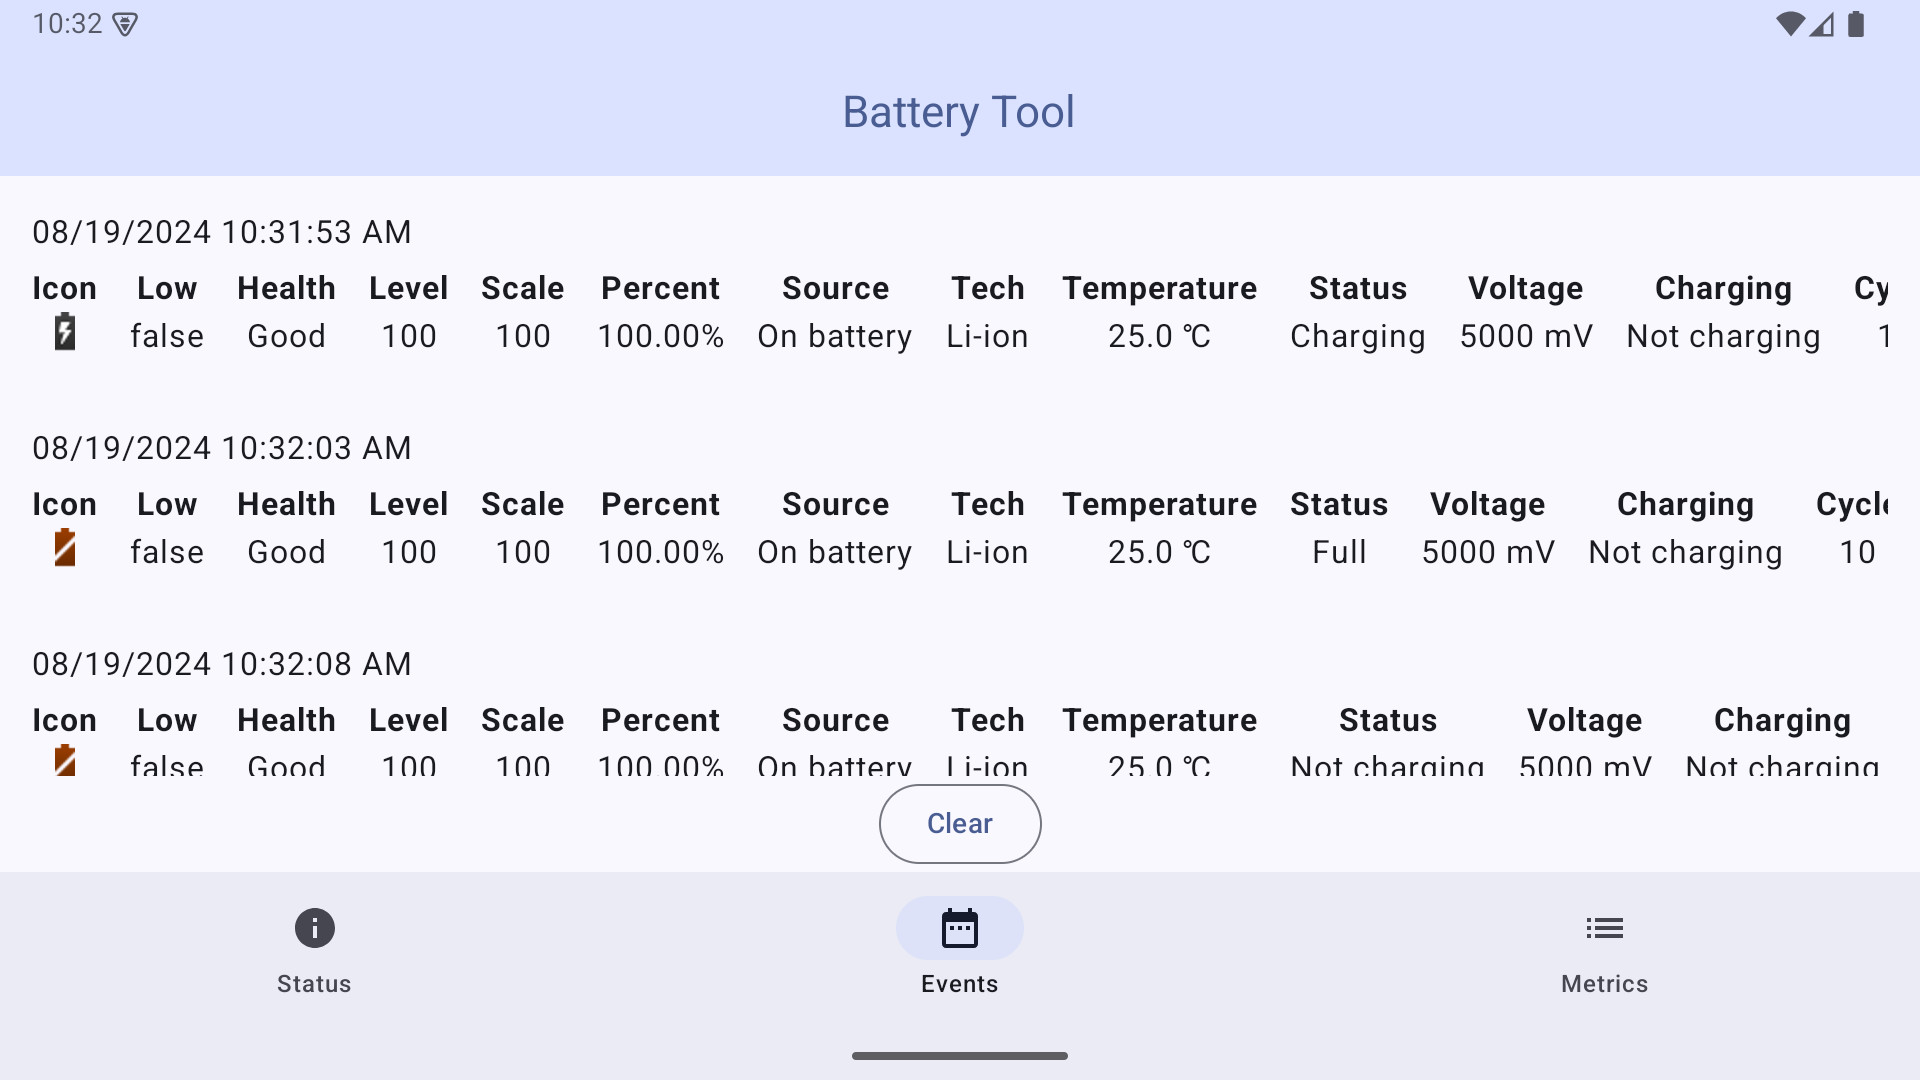 10:32
Battery Tool
08/19/2024 10:31:53 AM
Icon Low Health Level Scale Percent Source Tech Temperature Status Voltage Charging Cy
false Good 100 100 100.00% On battery Li-ion 25.0 ℃ Charging 5000 mV Not charging 1
08/19/2024 10:32:03 AM
Icon Low Health Level Scale Percent Source Tech Temperature Status Voltage Charging Cycle
false Good 100 100 100.00% On battery Li-ion 25.0 ℃ Full 5000 mV Not charging 10
08/19/2024 10:32:08 AM
Icon Low Health Level Scale Percent Source Tech Temperature Status Voltage Charging
false Good 100 100 100.00% On battery Li-ion 25.0 ℃ Not charging 5000 mV Not charging
Clear
Status Events Metrics